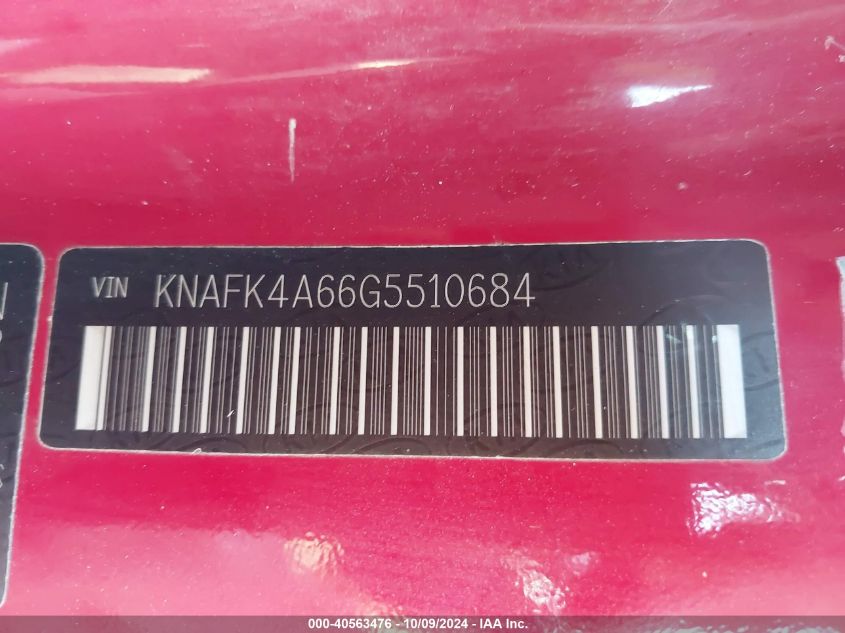 VIN KNAFK4A66G5510684
000-40563476 - 10/09/2024 - IAA Inc.